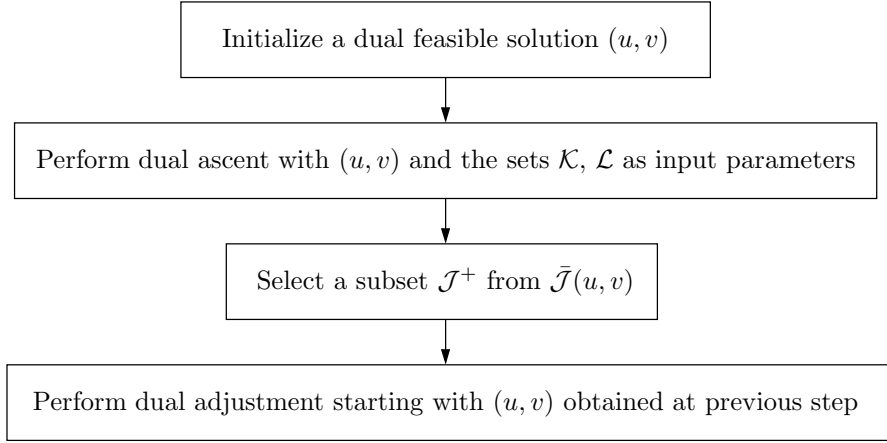 Initialize a dual feasible solution (u, v)
Perform dual ascent with (u, v) and the sets 𝒦, ℒ as input parameters
Select a subset 𝒥⁺ from 𝒥̄(u, v)
Perform dual adjustment starting with (u, v) obtained at previous step